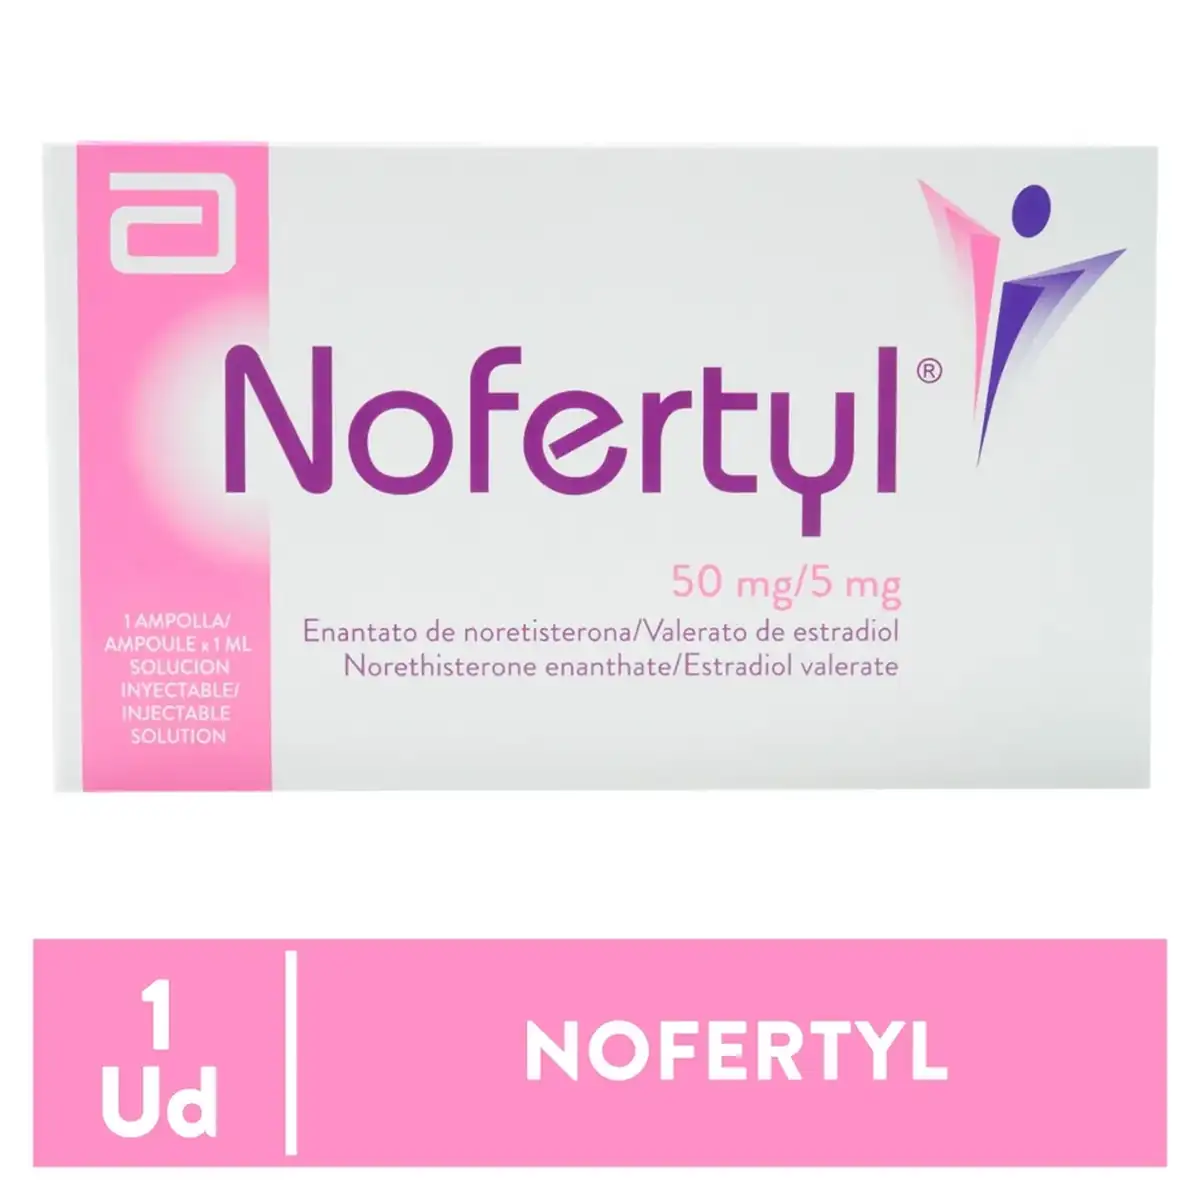 Nofertyl®
50 mg/5 mg
Enantato de noretisterona/Valerato de estradiol
Norethisterone enanthate/Estradiol valerate
1 AMPOLLA/
AMPOULE x 1 ML
SOLUCION
INYECTABLE/
INJECTABLE
SOLUTION
1
Ud
NOFERTYL